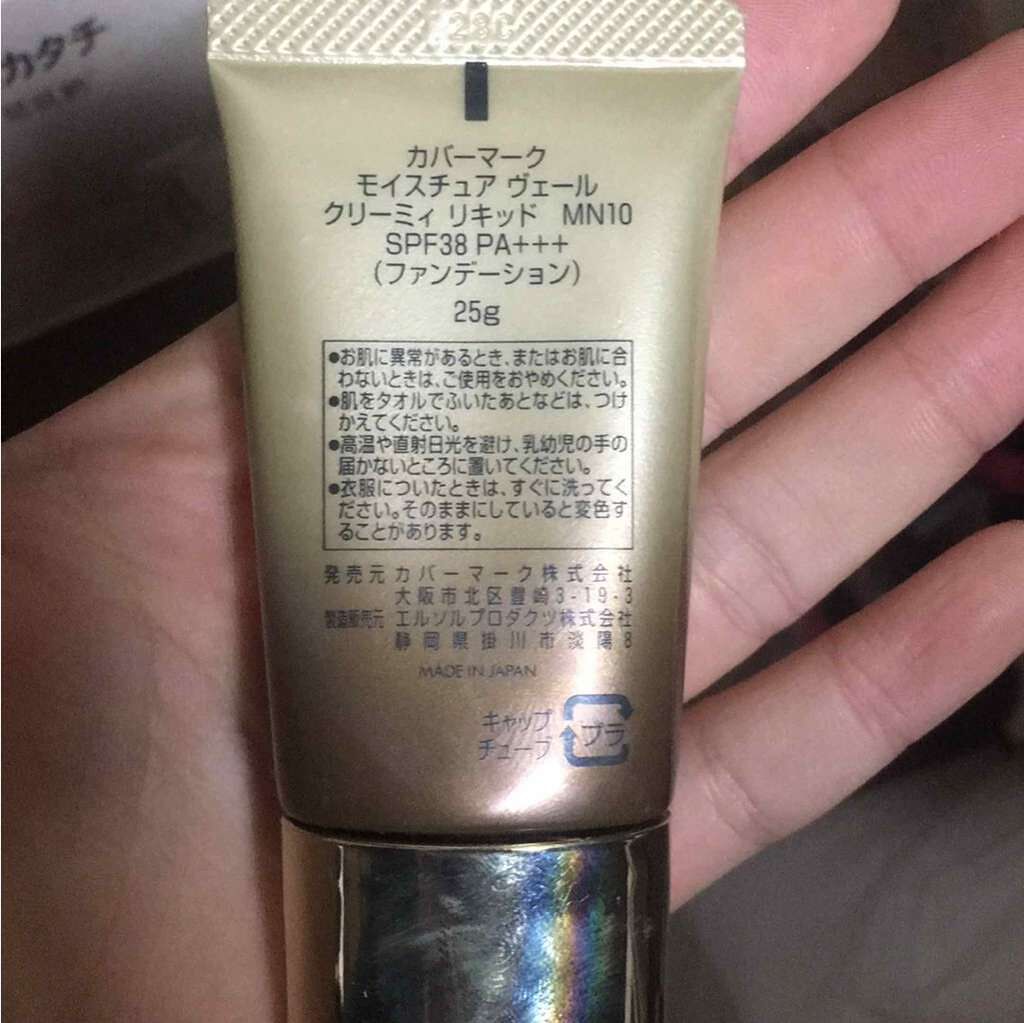 カタチ
28C
カバーマーク
モイスチュア ヴェール
クリーミィ リキッド MN10
SPF38 PA+++
(ファンデーション)
25g
●お肌に異常があるとき、またはお肌に合
わないときは、ご使用をおやめください。
●肌をタオルでふいたあとなどは、つけ
かえてください。
●高温や直射日光を避け、乳幼児の手の
届かないところに置いてください。
●衣服についたときは、すぐに洗ってく
ださい。そのままにしていると変色す
ることがあります。
発売元 カバーマーク株式会社
大阪市北区豊崎3-19-3
製造販売元 エルソルプロダクツ株式会社
静岡県掛川市淡陽8
MADE IN JAPAN
キャップ
チューブ
プラ